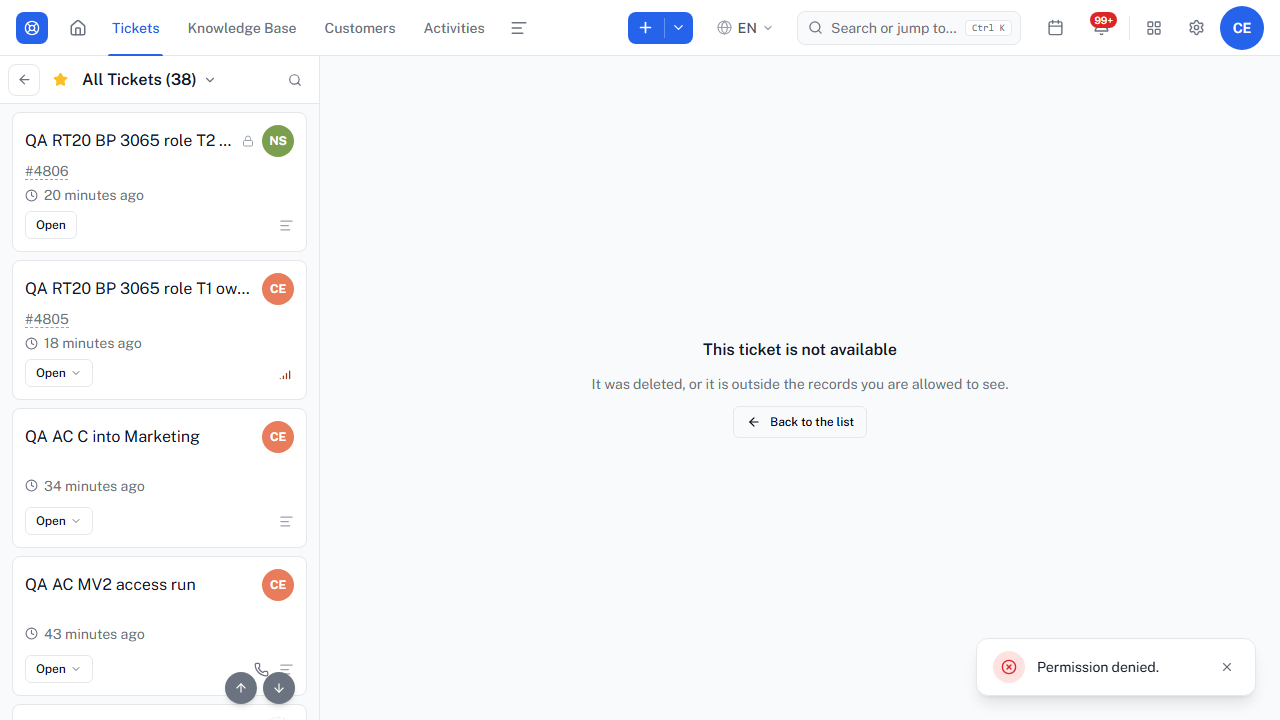 Tickets
Knowledge Base
Customers
Activities
EN
Search or jump to...
Ctrl K
99+
CE
All Tickets (38)
QA RT20 BP 3065 role T2 ...
NS
#4806
20 minutes ago
Open
QA RT20 BP 3065 role T1 ow...
CE
#4805
18 minutes ago
Open
QA AC C into Marketing
CE
34 minutes ago
Open
QA AC MV2 access run
CE
43 minutes ago
Open
This ticket is not available
It was deleted, or it is outside the records you are allowed to see.
Back to the list
Permission denied.